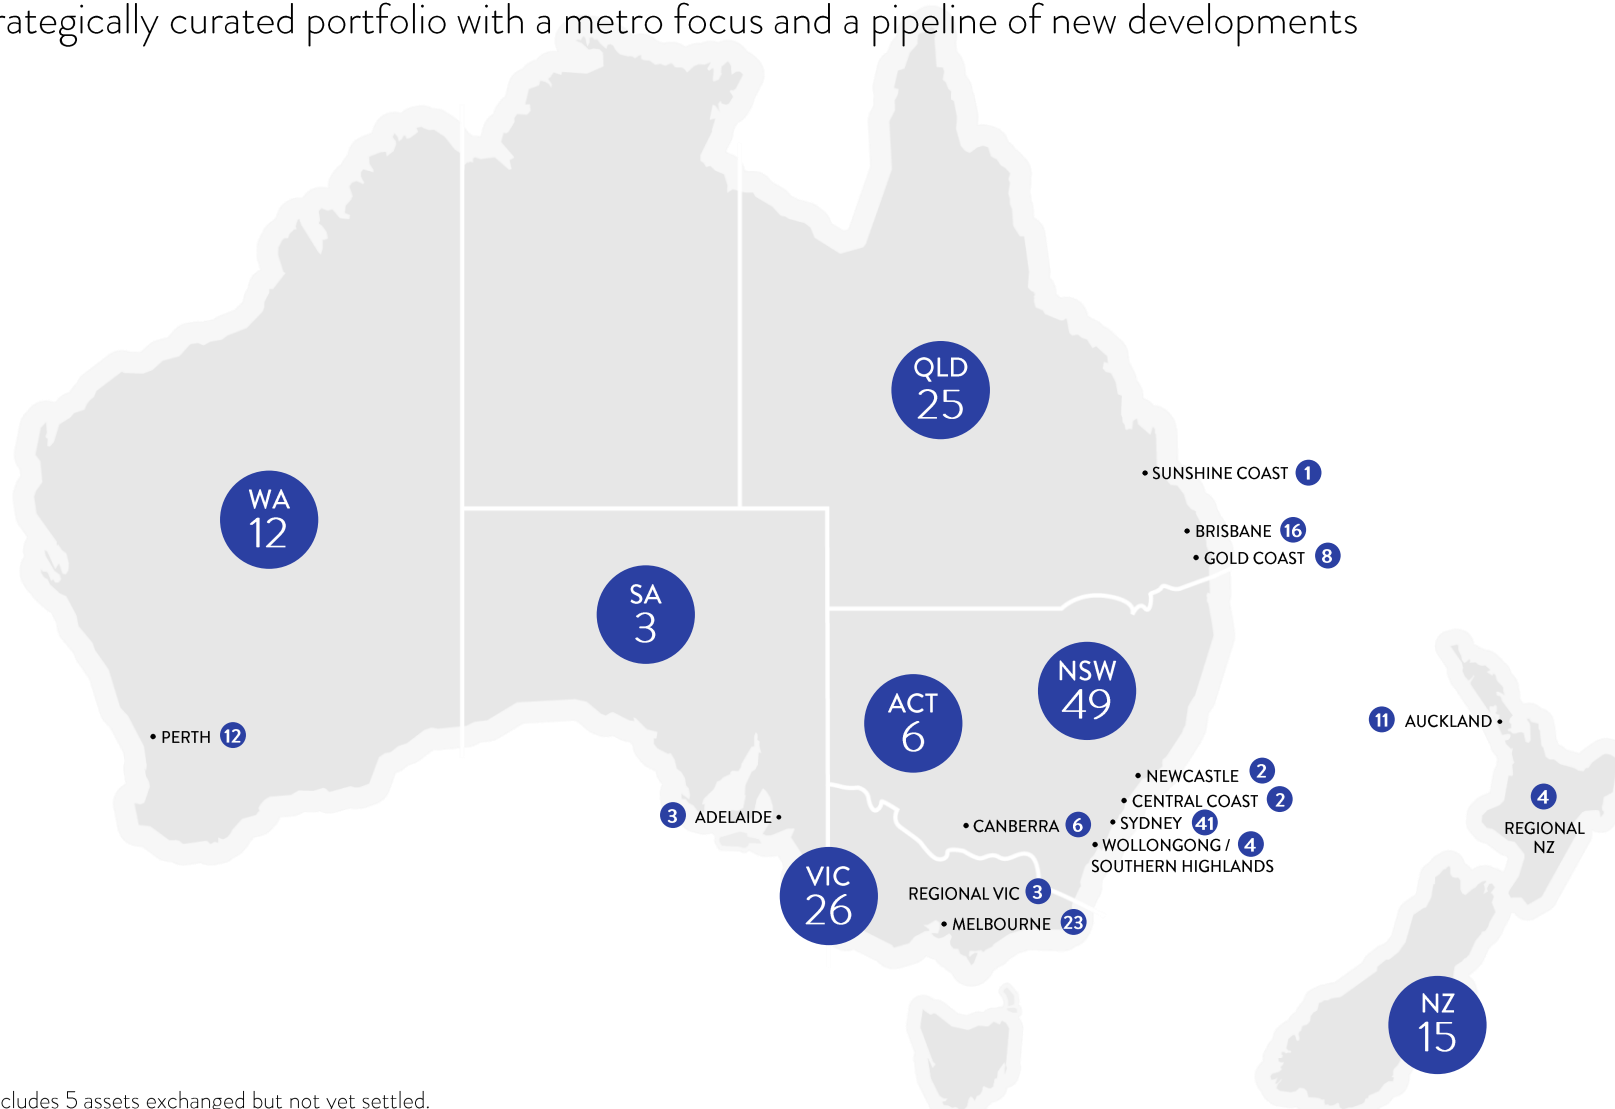 rategically curated portfolio with a metro focus and a pipeline of new developments
QLD
25
• SUNSHINE COAST 1
WA
12
• BRISBANE 16
• GOLD COAST 8
SA
3
NSW
49
ACT
6
11 AUCKLAND •
• PERTH 12
• NEWCASTLE 2
• CENTRAL COAST 2
4
REGIONAL
NZ
3 ADELAIDE •
• CANBERRA 6
• SYDNEY 41
• WOLLONGONG / 4
SOUTHERN HIGHLANDS
VIC
26
REGIONAL VIC 3
• MELBOURNE 23
NZ
15
cludes 5 assets exchanged but not yet settled.